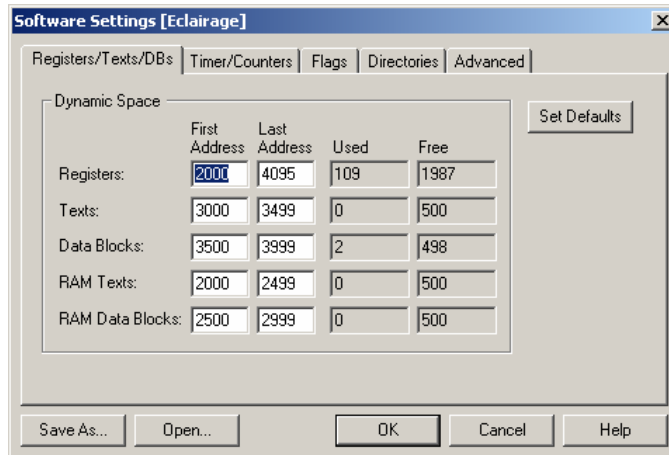 Software Settings [Eclairage]
Registers/Texts/DBs Timer/Counters Flags Directories Advanced
Dynamic Space
Set Defaults
First Address Last Address Used Free
Registers: 2000 4095 109 1987
Texts: 3000 3499 0 500
Data Blocks: 3500 3999 2 498
RAM Texts: 2000 2499 0 500
RAM Data Blocks: 2500 2999 0 500
Save As... Open... OK Cancel Help